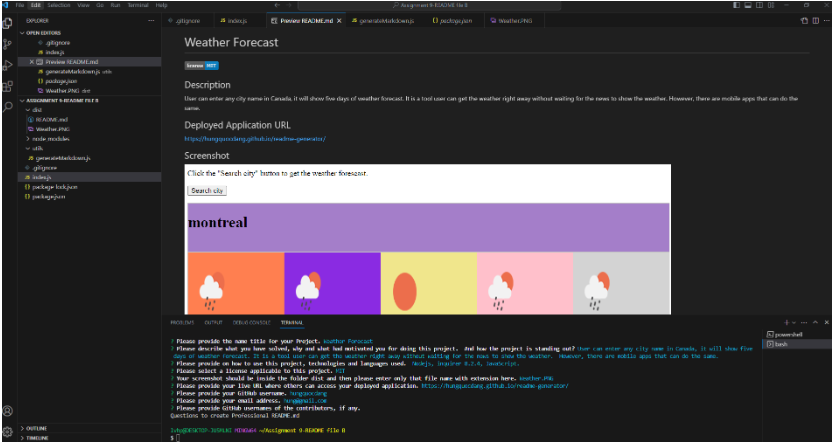 File Edit Selection View Go Run Terminal Help
Assignment 9-README file 8
EXPLORER
OPEN EDITORS
.gitignore
JS index.js
Preview README.md
JS generateMarkdown.js utils
{} package.json
Weather.PNG dist
ASSIGNMENT 9-README FILE 8
dist
README.md
Weather.PNG
node_modules
utils
JS generateMarkdown.js
.gitignore
JS index.js
{} package-lock.json
{} package.json
OUTLINE
TIMELINE
.gitignore
JS index.js
Preview README.md
JS generateMarkdown.js
{} package.json
Weather.PNG
Weather Forecast
license MIT
Description
User can enter any city name in Canada, it will show five days of weather forecast. It is a tool user can get the weather right away without waiting for the news to show the weather. However, there are mobile apps that can do the
same.
Deployed Application URL
https://hungquocdang.github.io/readme-generator/
Screenshot
Click the "Search city" button to get the weather forescast.
Search city
montreal
PROBLEMS OUTPUT DEBUG CONSOLE TERMINAL
powershell
bash
? Please provide the name title for your Project. Weather Forecast
? Please describe what you have solved, why and what had motivated you for doing this project. And how the project is standing out? User can enter any city name in Canada, it will show five
days of weather forecast. It is a tool user can get the weather right away without waiting for the news to show the weather. However, there are mobile apps that can do the same.
? Please provide on how to use this project, technologies and languages used. Nodejs, inquirer 8.2.4, Javascript.
? Please select a license applicable to this project. MIT
? Your screenshot should be inside the folder dist and then please enter only that file name with extension here. Weather.PNG
? Please provide your live URL where others can access your deployed application. https://hungquocdang.github.io/readme-generator/
? Please provide your GitHub username. hungquocdang
? Please provide your email address. hung@gmail.com
? Please provide GitHub usernames of the contributors, if any.
Questions to create Professional README.md
MINGW64 ~/Assignment 9-README file 8
$